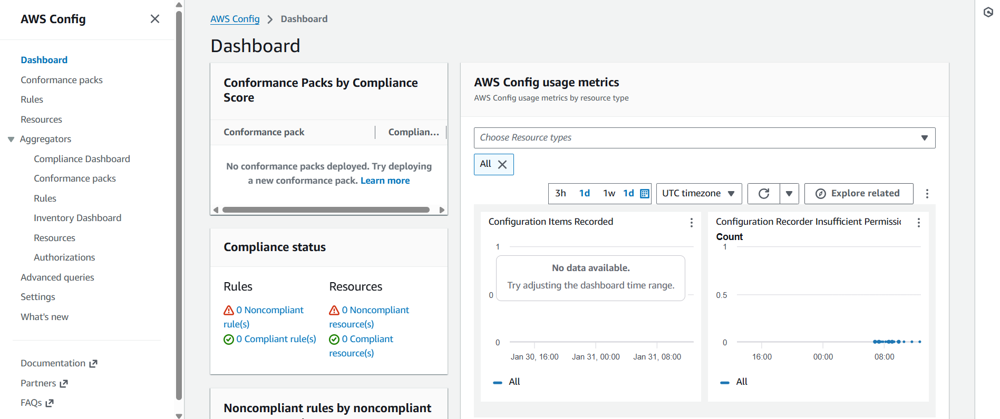 AWS Config
Dashboard
Conformance packs
Rules
Resources
Aggregators
Compliance Dashboard
Conformance packs
Rules
Inventory Dashboard
Resources
Authorizations
Advanced queries
Settings
What's new
Documentation
Partners
FAQs
AWS Config > Dashboard
Dashboard
Conformance Packs by Compliance
Score
Conformance pack Complian...
No conformance packs deployed. Try deploying
a new conformance pack. Learn more
Compliance status
Rules
0 Noncompliant
rule(s)
0 Compliant rule(s)
Resources
0 Noncompliant
resource(s)
0 Compliant
resource(s)
Noncompliant rules by noncompliant
AWS Config usage metrics
AWS Config usage metrics by resource type
Choose Resource types
All
3h 1d 1w 1d UTC timezone Explore related
Configuration Items Recorded
1
No data available.
Try adjusting the dashboard time range.
0
0
Jan 30, 16:00 Jan 31, 00:00 Jan 31, 08:00
All
Configuration Recorder Insufficient Permissi
Count
1
0.5
0
16:00 00:00 08:00
All